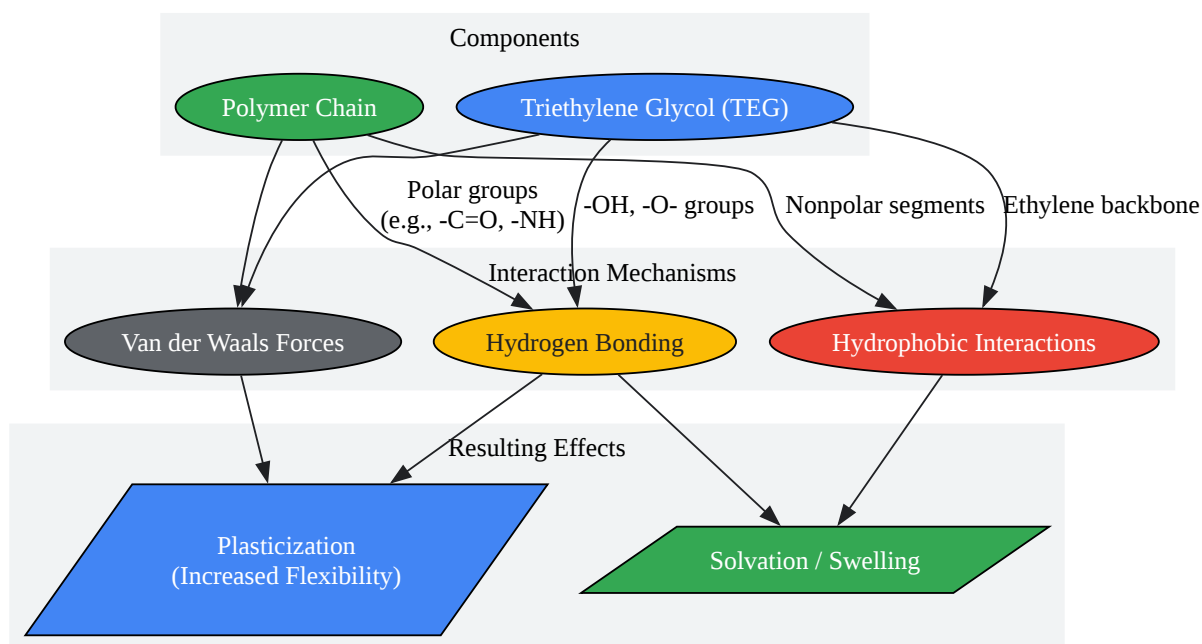 Components
Polymer Chain
Triethylene Glycol (TEG)
Polar groups
(e.g., -C=O, -NH)
-OH, -O- groups
Nonpolar segments
Ethylene backbone
Interaction Mechanisms
Van der Waals Forces
Hydrogen Bonding
Hydrophobic Interactions
Resulting Effects
Plasticization
(Increased Flexibility)
Solvation / Swelling